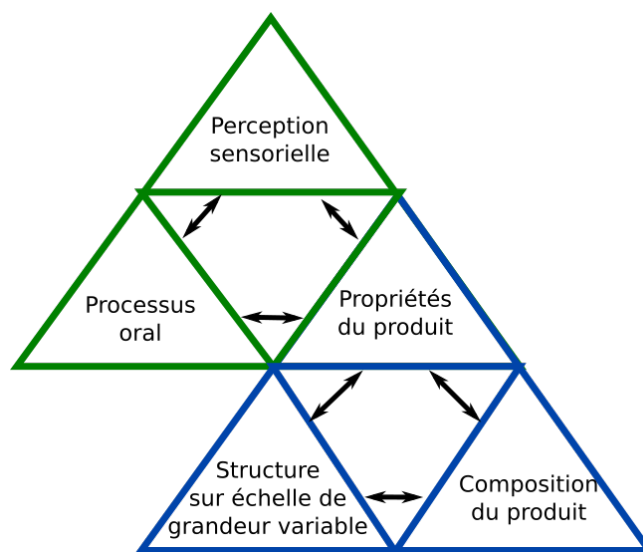 Perception
sensorielle
Processus
oral
Propriétés
du produit
Structure
sur échelle de
grandeur variable
Composition
du produit